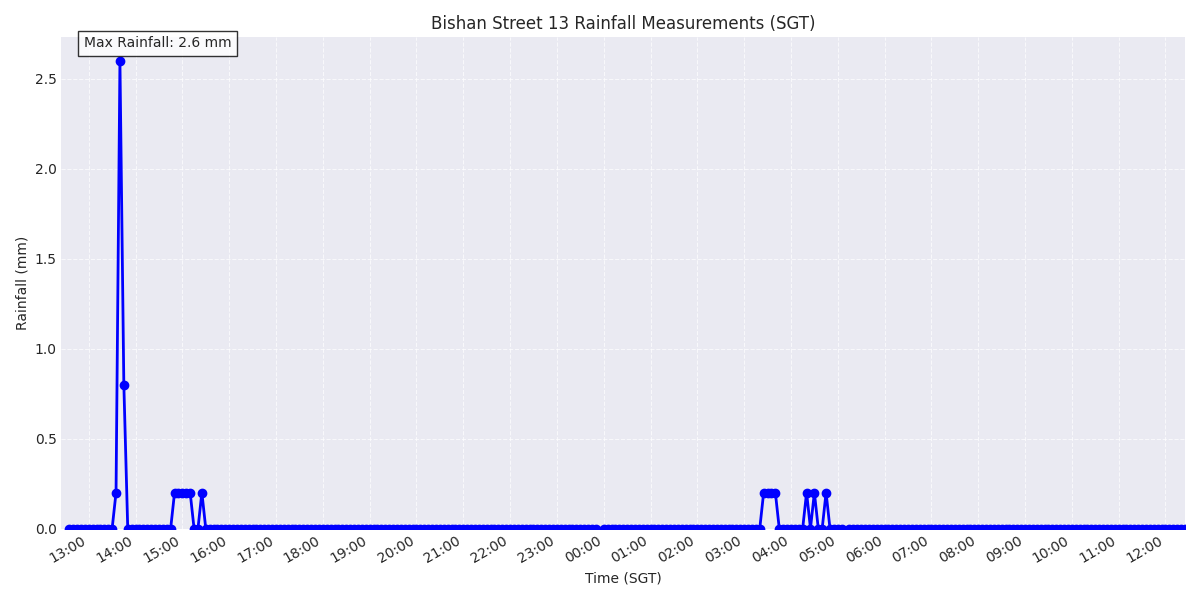 Bishan Street 13 Rainfall Measurements (SGT)
Max Rainfall: 2.6 mm
Rainfall (mm)
2.5
2.0
1.5
1.0
0.5
0.0
13:00 14:00 15:00 16:00 17:00 18:00 19:00 20:00 21:00 22:00 23:00 00:00 01:00 02:00 03:00 04:00 05:00 06:00 07:00 08:00 09:00 10:00 11:00 12:00
Time (SGT)